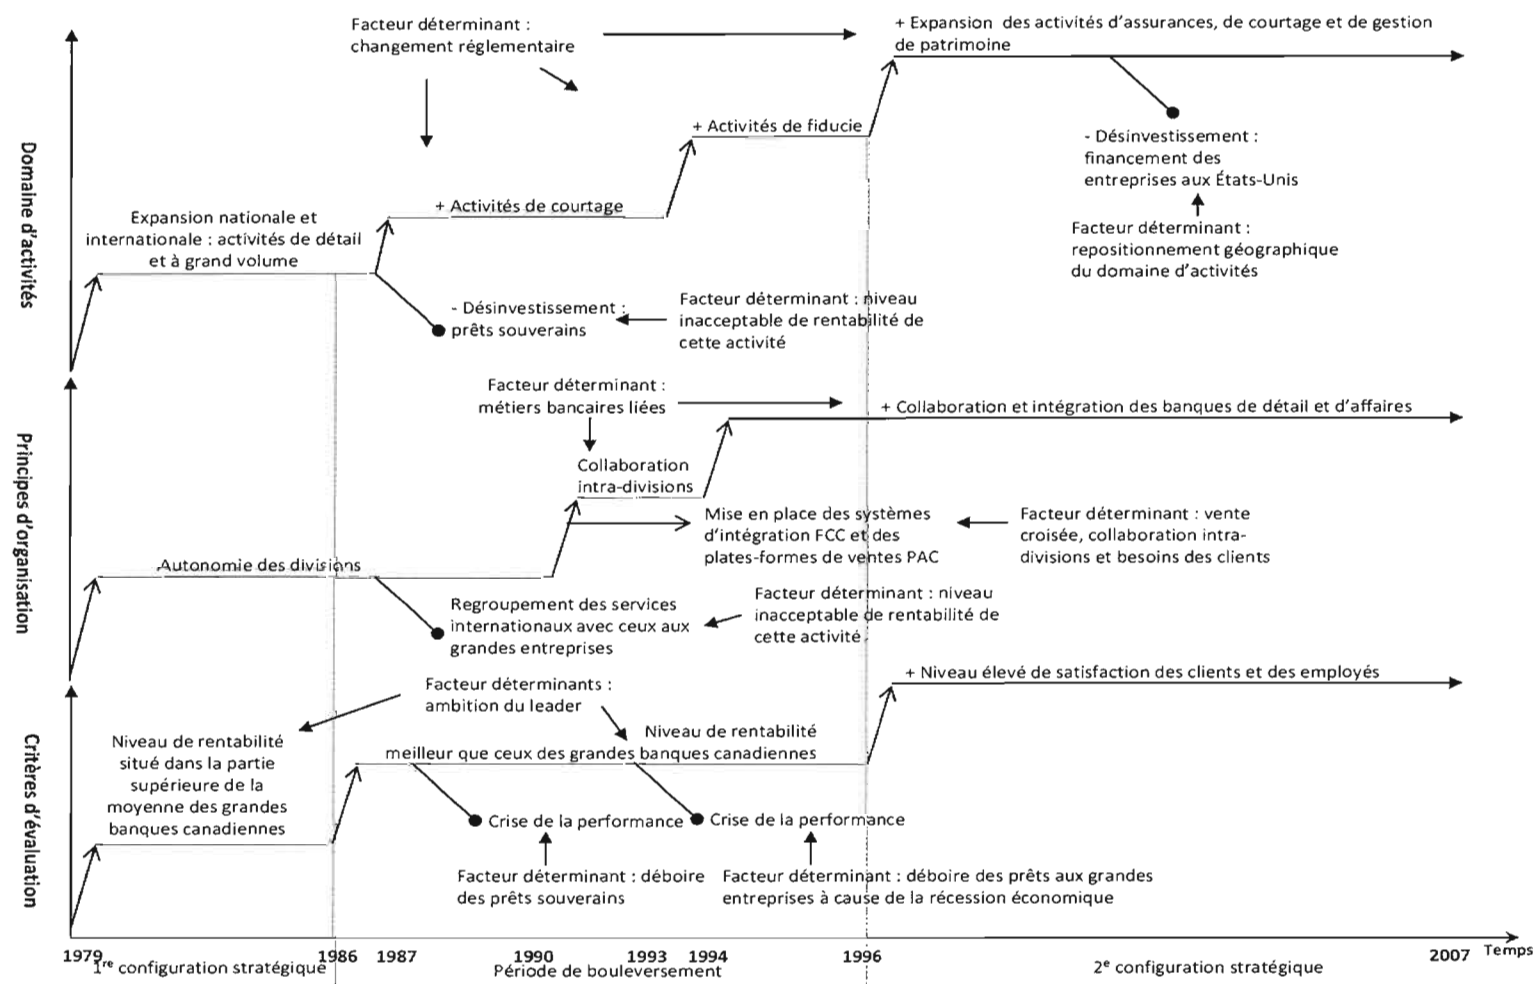 Facteur déterminant :
changement réglementaire
+ Expansion  des activités d'assurances, de courtage et de gestion
de patrimoine
+ Activités de fiducie
- Désinvestissement :
financement des
entreprises aux États-Unis
Facteur déterminant :
repositionnement géographique
du domaine d'activités
Domaine d'activités
Expansion nationale et
internationale : activités de détail
et à grand volume
+ Activités de courtage
- Désinvestissement :
prêts souverains
Facteur déterminant : niveau
inacceptable de rentabilité de
cette activité
Principes d'organisation
Facteur déterminant :
métiers bancaires liées
+ Collaboration et intégration des banques de détail et d'affaires
Collaboration
intra-divisions
Mise en place des systèmes
d'intégration FCC et des
plates-formes de ventes PAC
Facteur déterminant : vente
croisée, collaboration intra-
divisions et besoins des clients
Autonomie des divisions
Regroupement des services
internationaux avec ceux aux
grandes entreprises
Facteur déterminant : niveau
inacceptable de rentabilité de
cette activité
Critères d'évaluation
+ Niveau élevé de satisfaction des clients et des employés
Facteur déterminants :
ambition du leader
Niveau de rentabilité
situé dans la partie
supérieure de la
moyenne des grandes
banques canadiennes
Niveau de rentabilité
meilleur que ceux des grandes banques canadiennes
Crise de la performance
Crise de la performance
Facteur déterminant : déboire
des prêts souverains
Facteur déterminant : déboire des prêts aux grandes
entreprises à cause de la récession économique
1979 1986 1987 1990 1993 1994 1996 2007 Temps
1re configuration stratégique
Période de bouleversement
2e configuration stratégique